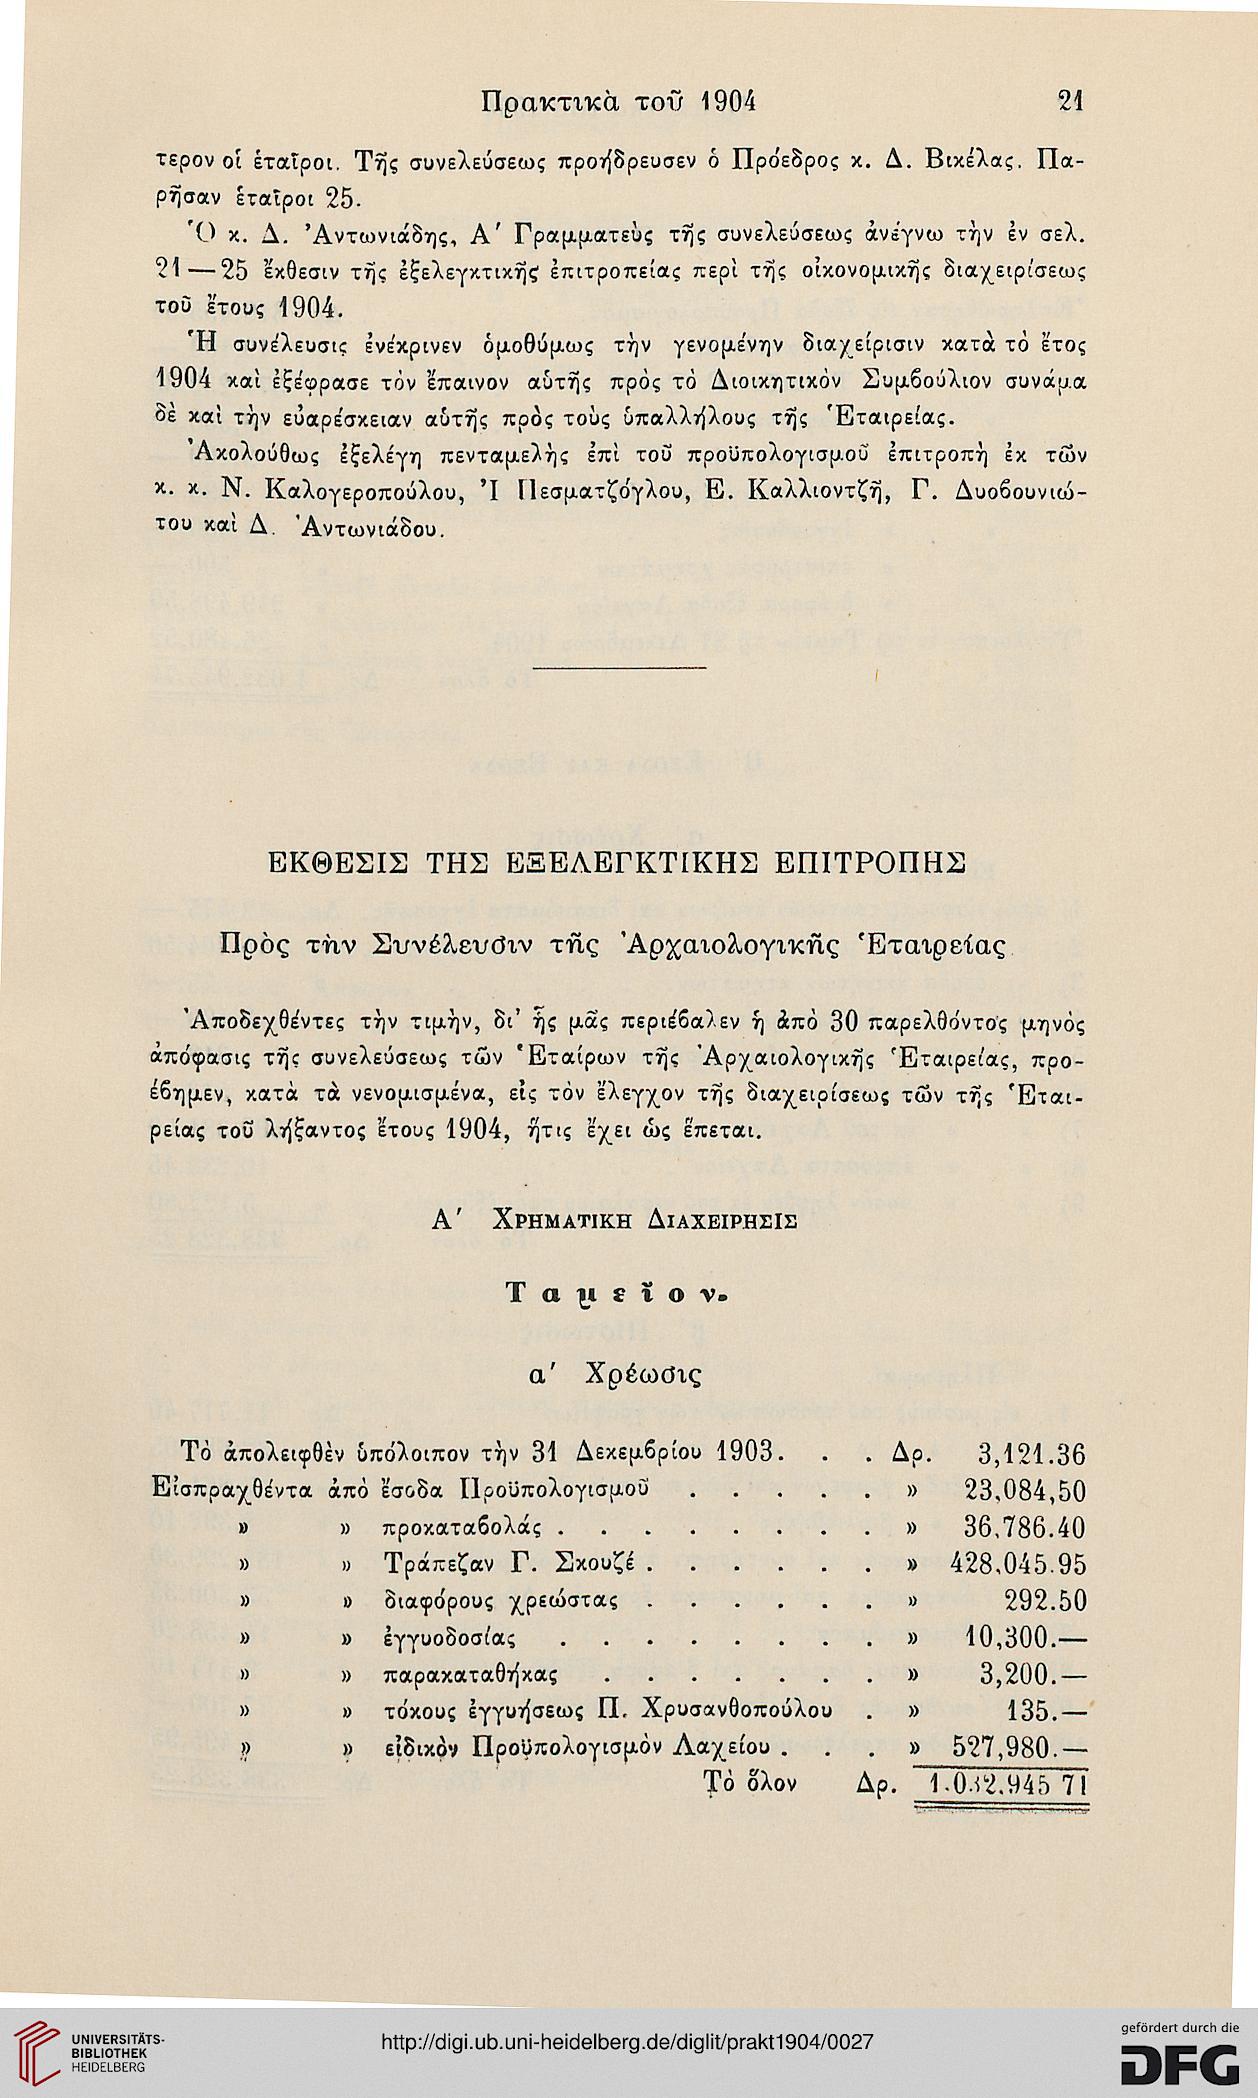 Πρακτικὰ τοῦ 1904 21
τερον οἱ ἑταῖροι. Τῆς συνελεύσεως προήδρευσεν ὁ Πρόεδρος κ. Δ. Βικέλας. Πα-
ρῆσαν ἑταῖροι 25.
Ὁ κ. Δ. Ἀντωνιάδης, Α' Γραμματεὺς τῆς συνελεύσεως ἀνέγνω τὴν ἐν σελ.
21—25 ἔκθεσιν τῆς ἐξελεγκτικῆς ἐπιτροπείας περὶ τῆς οἰκονομικῆς διαχειρίσεως
τοῦ ἔτους 1904.
Ἡ συνέλευσις ἐνέκρινεν ὁμοθύμως τὴν γενομένην διαχείρισιν κατὰ τὸ ἔτος
1904 καὶ ἐξέφρασε τὸν ἔπαινον αὑτῆς πρὸς τὸ Διοικητικὸν Συμβούλιον συνάμα
δὲ καὶ τὴν εὐαρέσκειαν αὑτῆς πρὸς τοὺς ὑπαλλήλους τῆς Ἑταιρείας.
Ἀκολούθως ἐξελέγη πενταμελὴς ἐπὶ τοῦ προϋπολογισμοῦ ἐπιτροπὴ ἐκ τῶν
κ. κ. Ν. Καλογεροπούλου, Ἰ Πεσματζόγλου, Ε. Καλλιοντζῆ, Γ. Δυοβουνιώ-
του καὶ Δ. Ἀντωνιάδου.
ΕΚΘΕΣΙΣ ΤΗΣ ΕΞΕΛΕΓΚΤΙΚΗΣ ΕΠΙΤΡΟΠΗΣ
Πρὸς τὴν Συνέλευσιν τῆς Ἀρχαιολογικῆς Ἑταιρείας
Ἀποδεχθέντες τὴν τιμὴν, δι' ἧς μᾶς περιέβαλεν ἡ ἀπὸ 30 παρελθόντος μηνὸς
ἀπόφασις τῆς συνελεύσεως τῶν Ἑταίρων τῆς Ἀρχαιολογικῆς Ἑταιρείας, προ-
έβημεν, κατὰ τὰ νενομισμένα, εἰς τὸν ἔλεγχον τῆς διαχειρίσεως τῶν τῆς Ἑται-
ρείας τοῦ λήξαντος ἔτους 1904, ἥτις ἔχει ὡς ἕπεται.
Α' ΧΡΗΜΑΤΙΚΗ ΔΙΑΧΕΙΡΗΣΙΣ
Ταμεῖον.
α' Χρέωσις
Τὸ ἀπολειφθὲν ὑπόλοιπον τὴν 31 Δεκεμβρίου 1903. . . Δρ. 3,121.36
Εἰσπραχθέντα ἀπὸ ἔσοδα Προϋπολογισμοῦ . . . . . » 23,084,50
» » προκαταβολάς . . . . . . . . » 36.786.40
» » Τράπεζαν Γ. Σκουζέ . . . . . . » 428.045.95
» » διαφόρους χρεώστας . . . . . . » 292.50
» » ἐγγυοδοσίας . . . . . . . . » 10,300.—
» » παρακαταθήκας . . . . . . . » 3,200.—
» » τόκους ἐγγυήσεως Π. Χρυσανθοπούλου . » 135.—
» » εἰδικὸν Προϋπολογισμὸν Λαχείου . . . » 527,980.—
Τὸ ὅλον Δρ. 1.032.945 71
UNIVERSITÄTS-
BIBLIOTHEK
HEIDELBERG
http://digi.ub.uni-heidelberg.de/diglit/prakt1904/0027
gefördert durch die
DFG